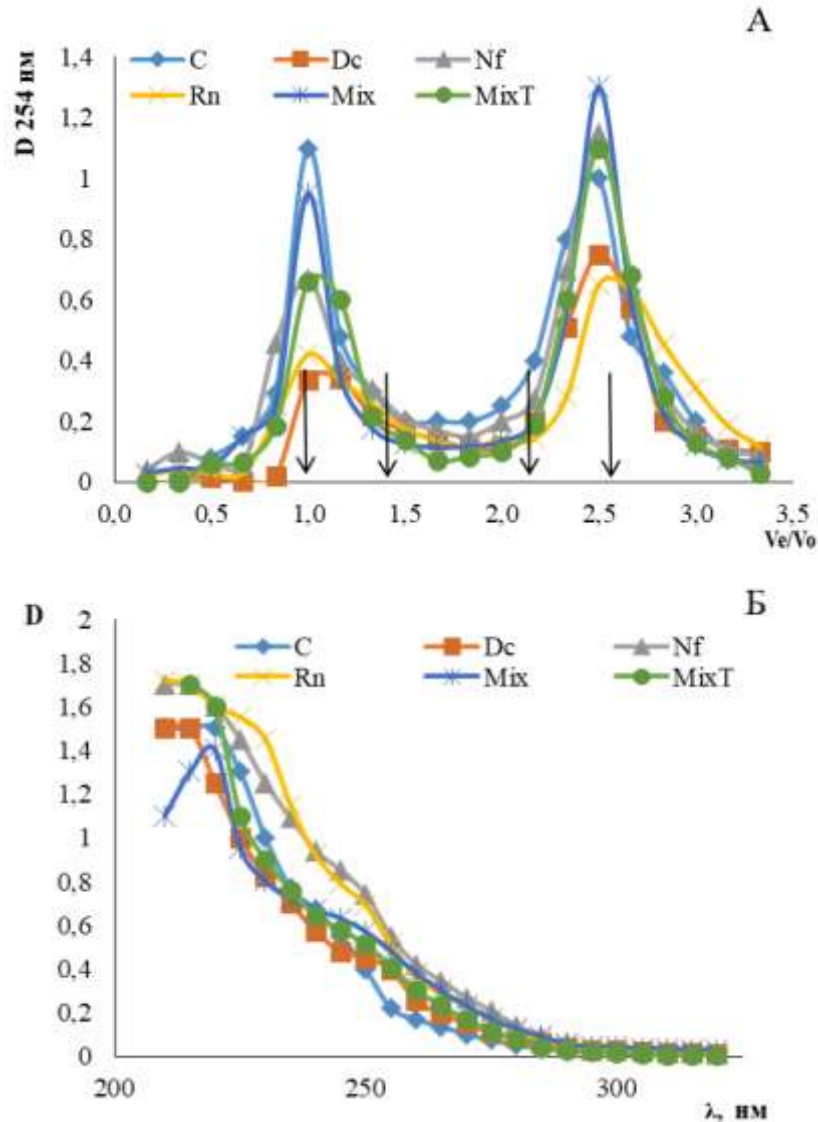 А
D 254 нм
C Dc Nf
Rn Mix MixT
1.4
1.2
1
0,8
0,6
0,4
0,2
0
0,0 0,5 1,0 1,5 2,0 2,5 3,0 3,5
Ve/Vo
Б
D
C Dc Nf
Rn Mix MixT
2
1.8
1.6
1.4
1.2
1
0,8
0,6
0,4
0,2
0
200 250 300
λ, нм